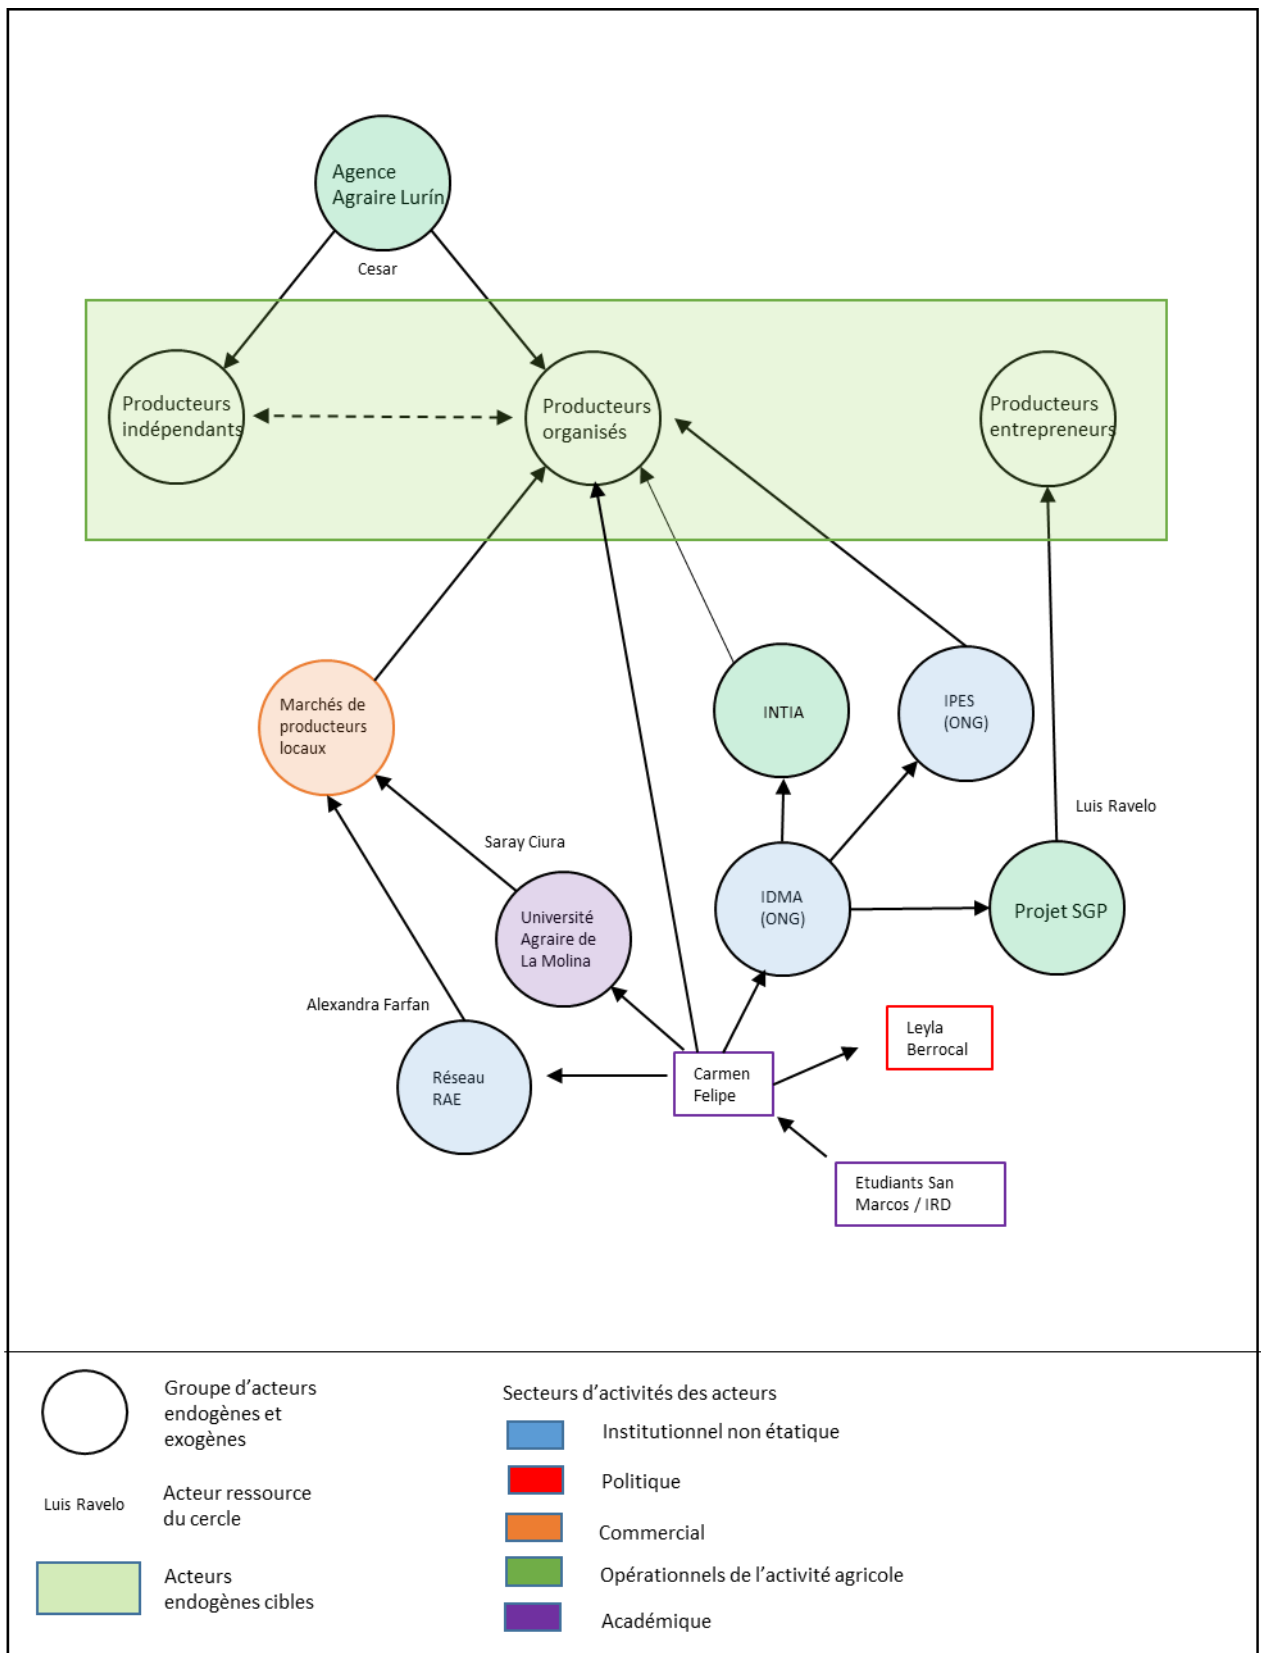 Agence
Agraire Lurín
Cesar
Producteurs
indépendants
Producteurs
organisés
Producteurs
entrepreneurs
Marchés de
producteurs
locaux
INTIA
IPES
(ONG)
Luis Ravelo
Saray Ciura
IDMA
(ONG)
Projet SGP
Université
Agraire de
La Molina
Alexandra Farfan
Réseau
RAE
Carmen
Felipe
Leyla
Berrocal
Etudiants San
Marcos / IRD
Groupe d’acteurs
endogènes et
exogènes
Luis Ravelo
Acteur ressource
du cercle
Acteurs
endogènes cibles
Secteurs d’activités des acteurs
Institutionnel non étatique
Politique
Commercial
Opérationnels de l’activité agricole
Académique